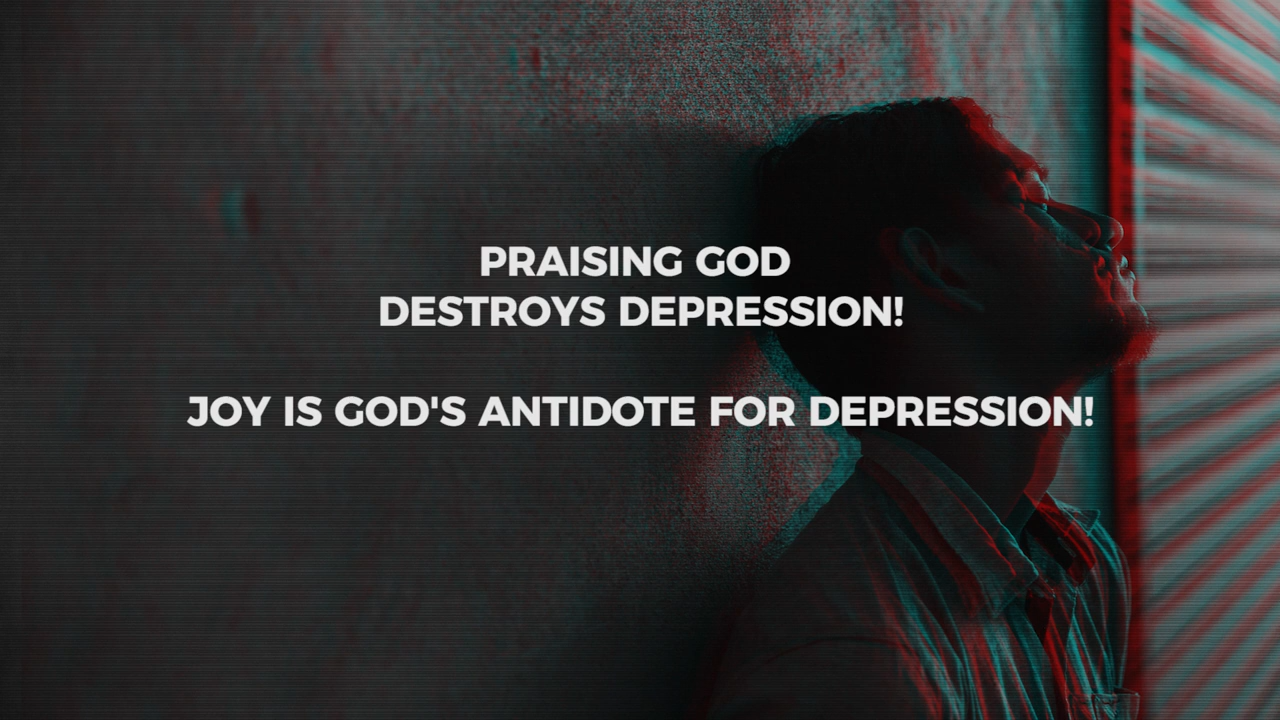 PRAISING GOD
DESTROYS DEPRESSION!
JOY IS GOD'S ANTIDOTE FOR DEPRESSION!